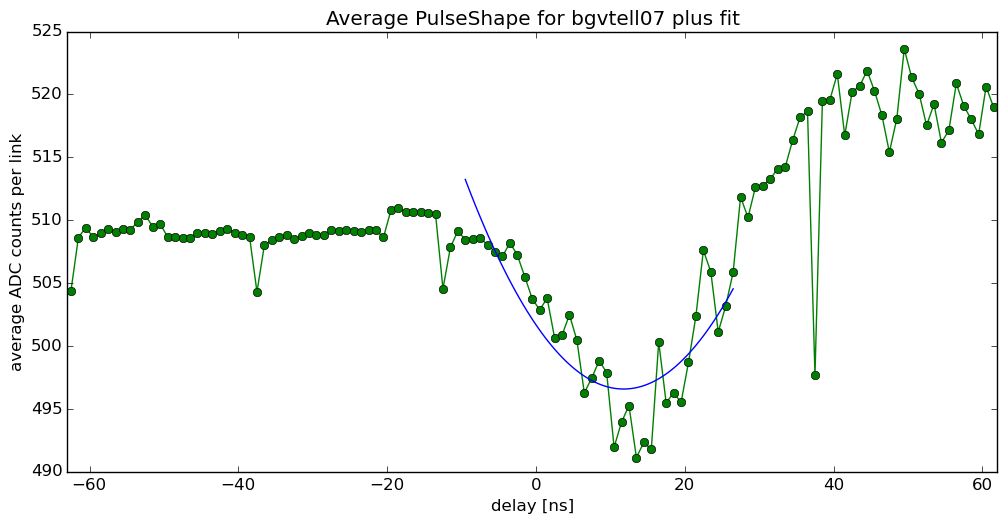 Average PulseShape for bgvtell07 plus fit
average ADC counts per link
525
520
515
510
505
500
495
490
−60 −40 −20 0 20 40 60
delay [ns]